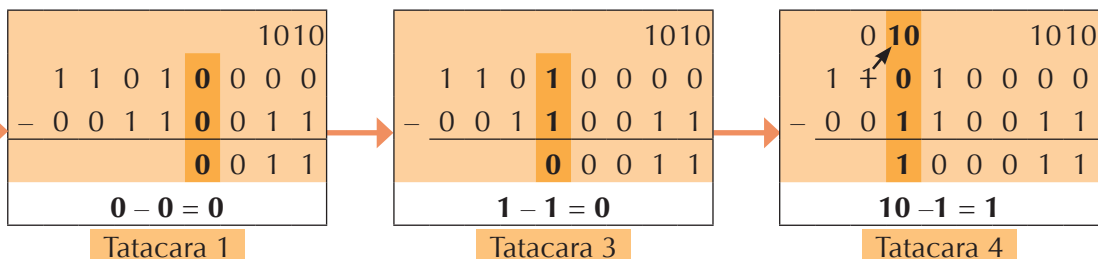 1010
1 1 0 1 0 0 0 0
– 0 0 1 1 0 0 1 1
0 0 1 1
0 – 0 = 0
Tatacara 1
1010
1 1 0 1 0 0 0 0
– 0 0 1 1 0 0 1 1
0 0 0 1 1
1 – 1 = 0
Tatacara 3
0 10 1010
1 1 0 1 0 0 0 0
– 0 0 1 1 0 0 1 1
1 0 0 0 1 1
10 –1 = 1
Tatacara 4